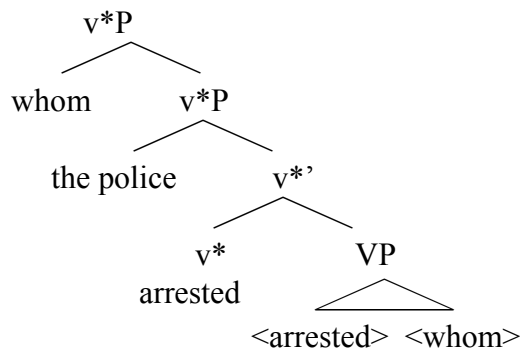 v*P
whom v*P
the police v*’
v* VP
arrested
<arrested> <whom>